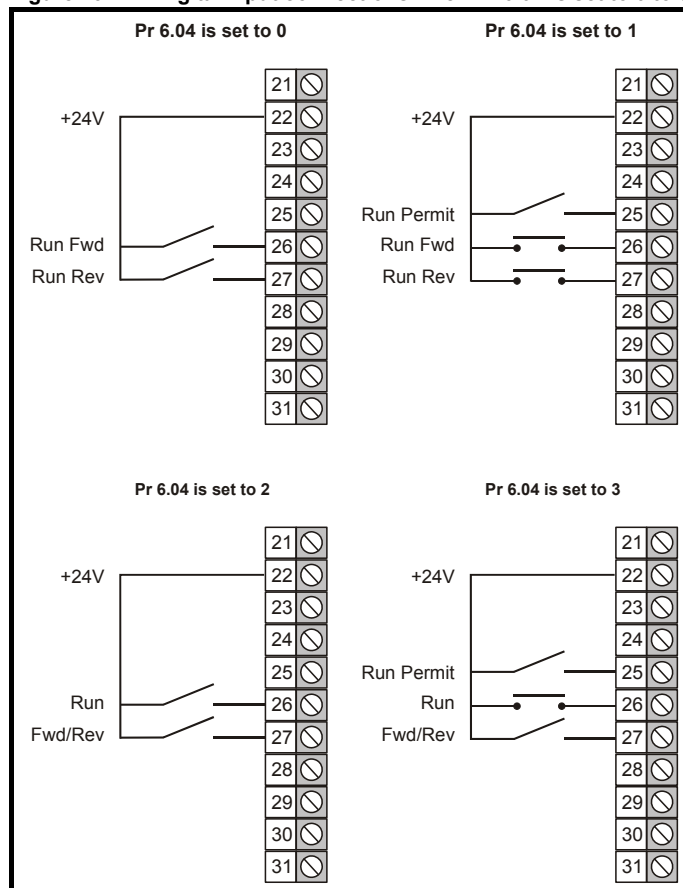 Pr 6.04 is set to 0
21
+24V 22
23
24
25
Run Fwd 26
Run Rev 27
28
29
30
31
Pr 6.04 is set to 1
21
+24V 22
23
24
Run Permit 25
Run Fwd 26
Run Rev 27
28
29
30
31
Pr 6.04 is set to 2
21
+24V 22
23
24
25
Run 26
Fwd/Rev 27
28
29
30
31
Pr 6.04 is set to 3
21
+24V 22
23
24
Run Permit 25
Run 26
Fwd/Rev 27
28
29
30
31